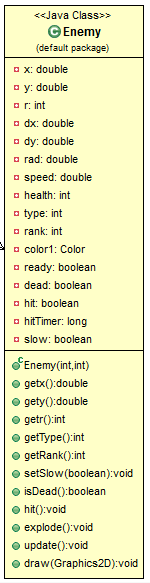 <<Java Class>>
Enemy
(default package)
x: double
y: double
r: int
dx: double
dy: double
rad: double
speed: double
health: int
type: int
rank: int
color1: Color
ready: boolean
dead: boolean
hit: boolean
hitTimer: long
slow: boolean
Enemy(int,int)
getx():double
gety():double
getr():int
getType():int
getRank():int
setSlow(boolean):void
isDead():boolean
hit():void
explode():void
update():void
draw(Graphics2D):void